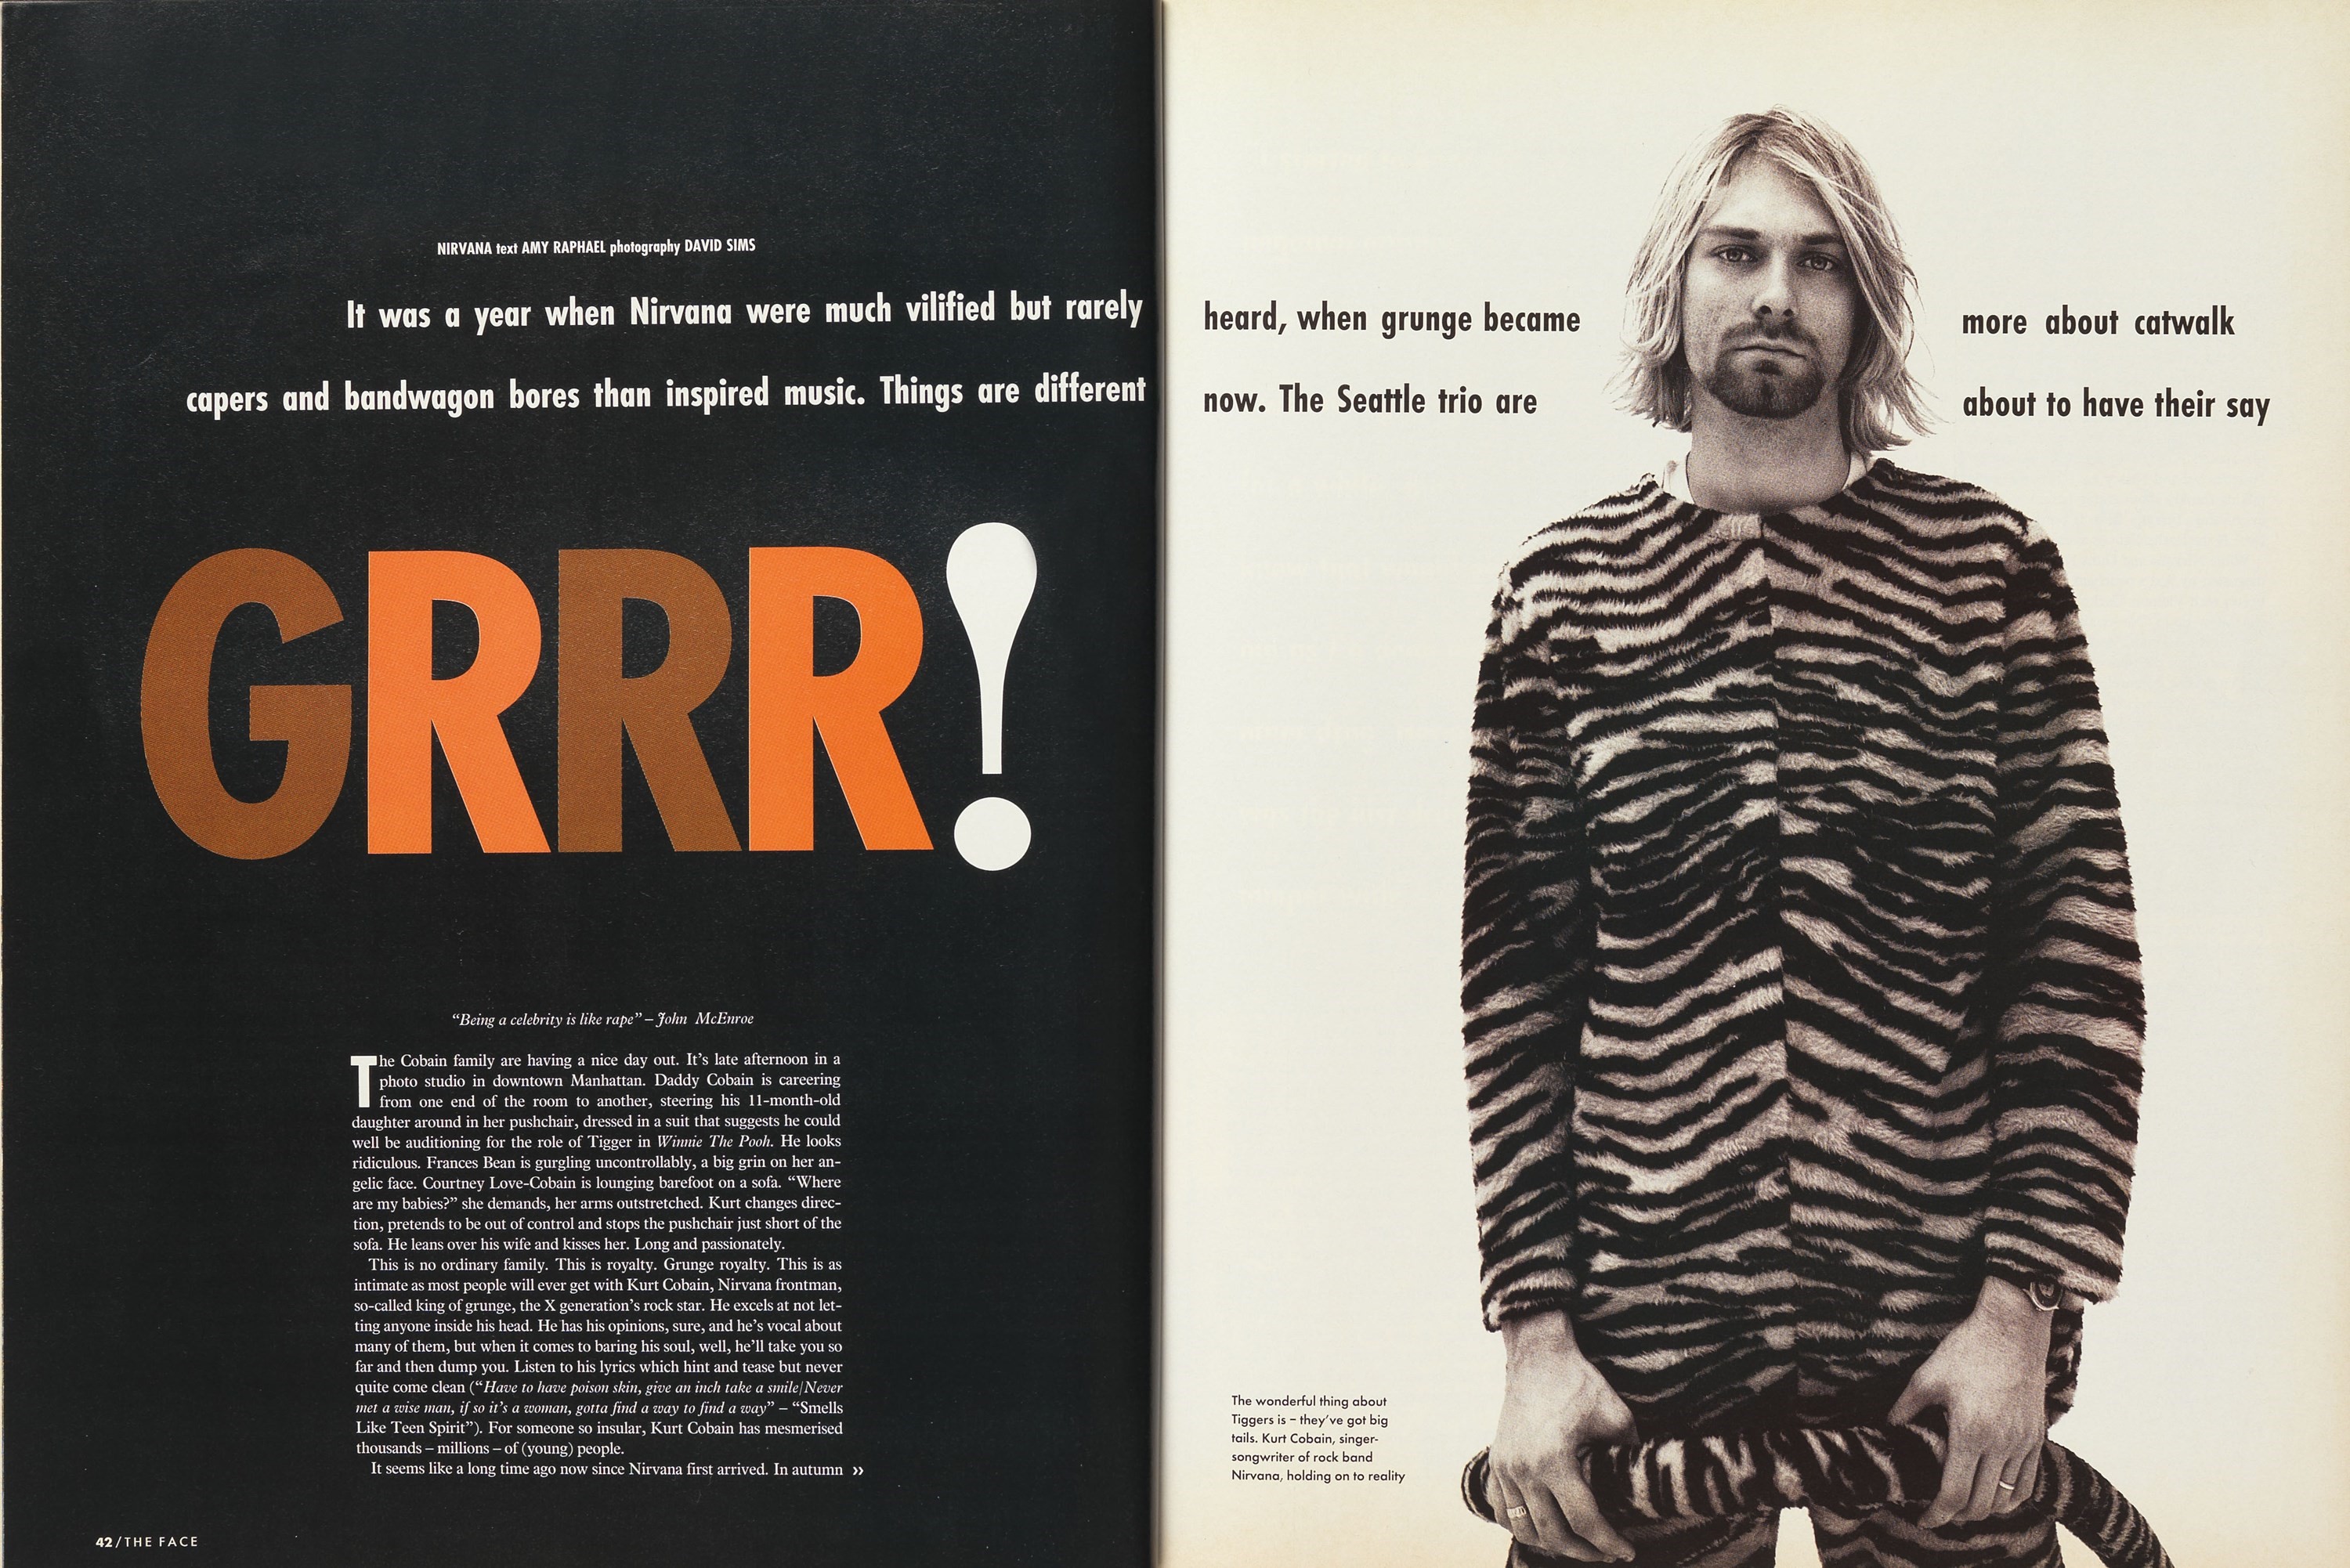 NIRVANA text AMY RAPHAEL photography DAVID SIMS
It was a year when Nirvana were much vilified but rarely heard, when grunge became more about catwalk
capers and bandwagon bores than inspired music. Things are different now. The Seattle trio are about to have their say
GRRR!
“Being a celebrity is like rape” – John McEnroe
The Cobain family are having a nice day out. It’s late afternoon in a
photo studio in downtown Manhattan. Daddy Cobain is careering
from one end of the room to another, steering his 11-month-old
daughter around in her pushchair, dressed in a suit that suggests he could
well be auditioning for the role of Tigger in Winnie The Pooh. He looks
ridiculous. Frances Bean is gurgling uncontrollably, a big grin on her an-
gelic face. Courtney Love-Cobain is lounging barefoot on a sofa. “Where
are my babies?” she demands, her arms outstretched. Kurt changes direc-
tion, pretends to be out of control and stops the pushchair just short of the
sofa. He leans over his wife and kisses her. Long and passionately.
This is no ordinary family. This is royalty. Grunge royalty. This is as
intimate as most people will ever get with Kurt Cobain, Nirvana frontman,
so-called king of grunge, the X generation’s rock star. He excels at not let-
ting anyone inside his head. He has his opinions, sure, and he’s vocal about
many of them, but when it comes to baring his soul, well, he’ll take you so
far and then dump you. Listen to his lyrics which hint and tease but never
quite come clean (“Have to have poison skin, give an inch take a smile/Never
met a wise man, if so it’s a woman, gotta find a way to find a way” – “Smells
Like Teen Spirit”). For someone so insular, Kurt Cobain has mesmerised
thousands – millions – of (young) people.
It seems like a long time ago now since Nirvana first arrived. In autumn »
42/THE FACE
The wonderful thing about
Tiggers is – they’ve got big
tails. Kurt Cobain, singer-
songwriter of rock band
Nirvana, holding on to reality